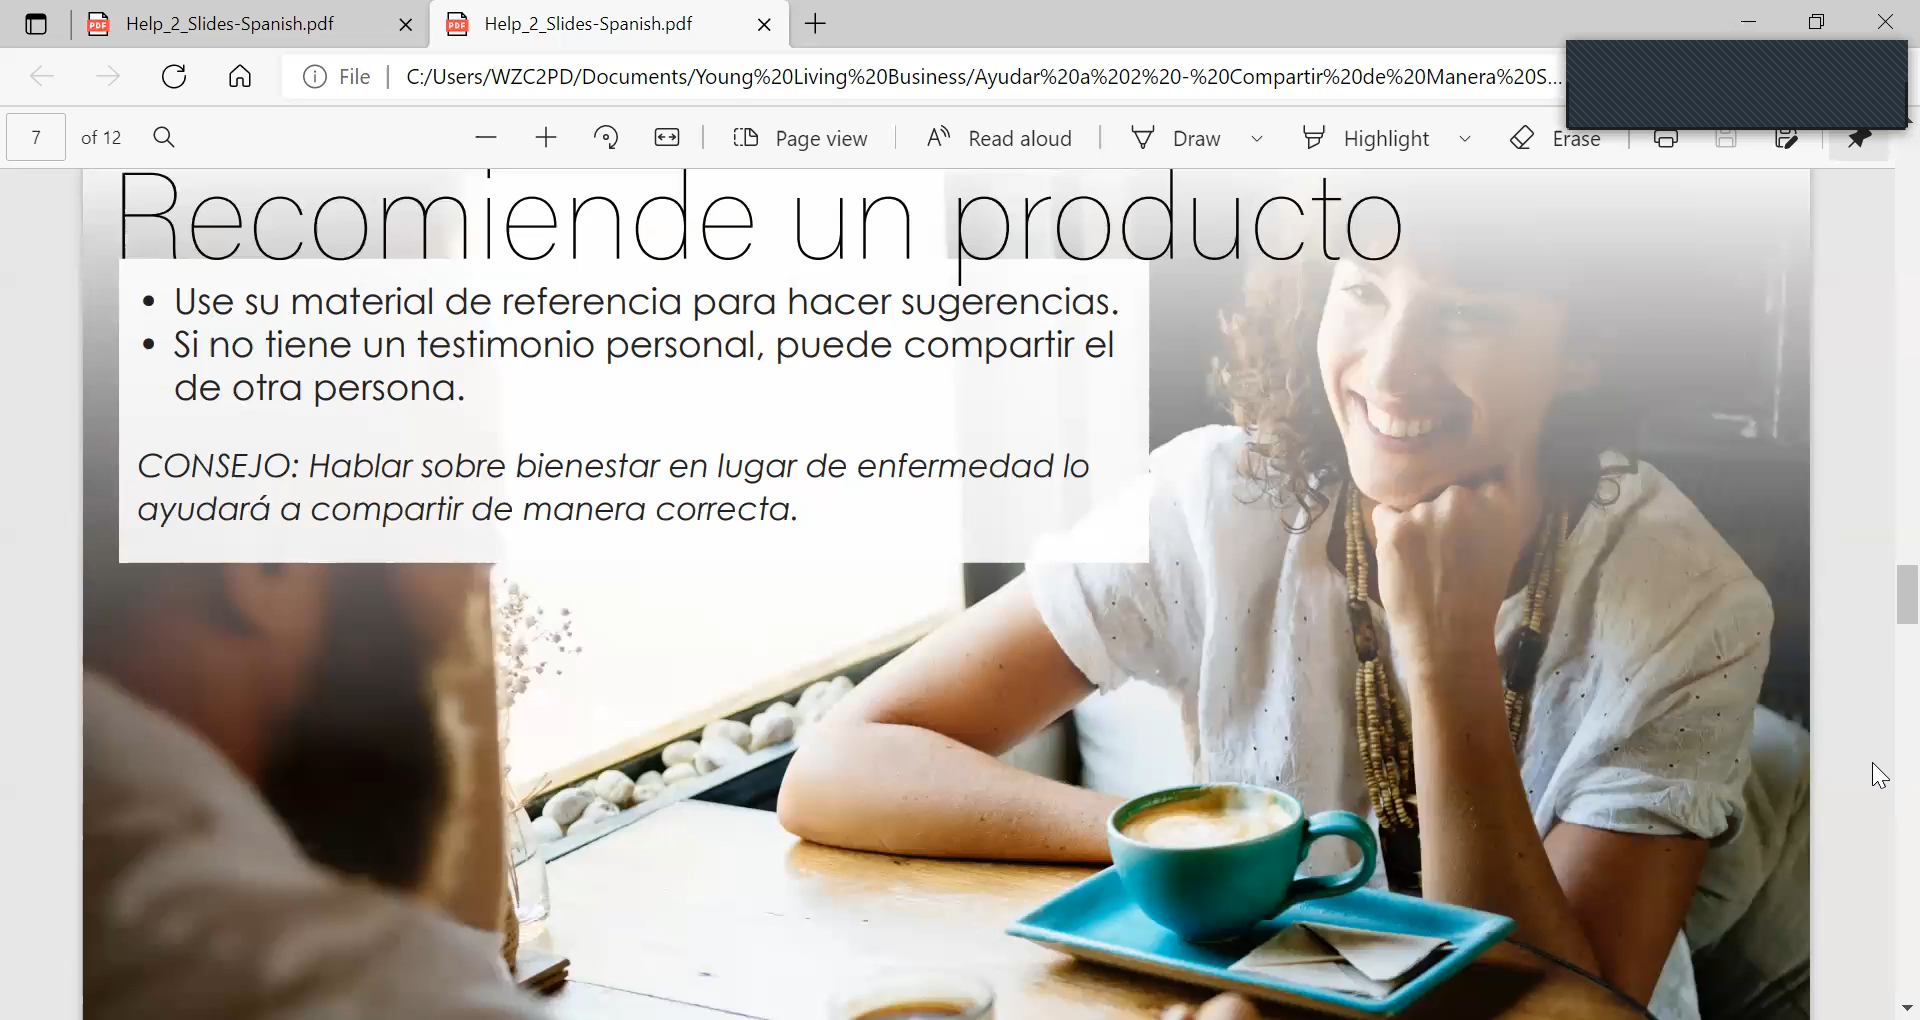 Help_2_Slides-Spanish.pdf
Help_2_Slides-Spanish.pdf
File
C:/Users/WZC2PD/Documents/Young%20Living%20Business/Ayudar%20a%202%20-%20Compartir%20de%20Manera%20S...
7 of 12
Page view
Read aloud
Draw
Highlight
Erase
Recomiende un producto
• Use su material de referencia para hacer sugerencias.
• Si no tiene un testimonio personal, puede compartir el
de otra persona.
CONSEJO: Hablar sobre bienestar en lugar de enfermedad lo
ayudará a compartir de manera correcta.